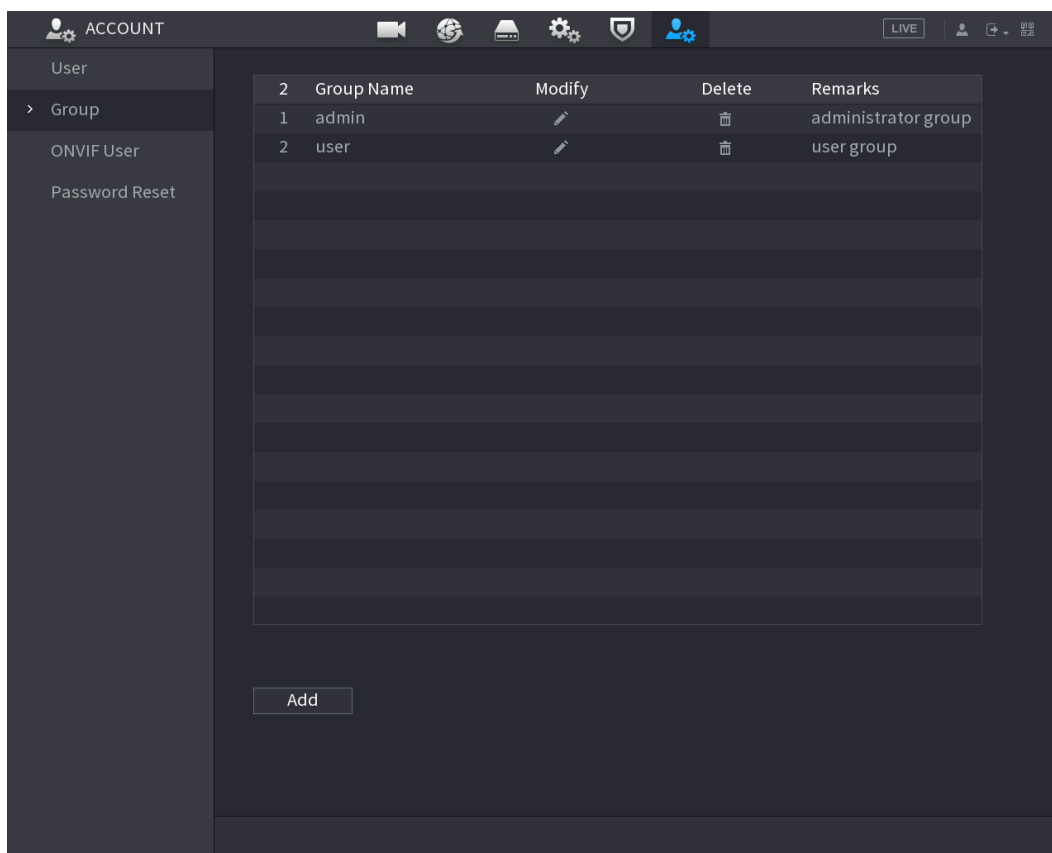 ACCOUNT LIVE
User
Group
ONVIF User
Password Reset
2 Group Name Modify Delete Remarks
1 admin administrator group
2 user user group
Add